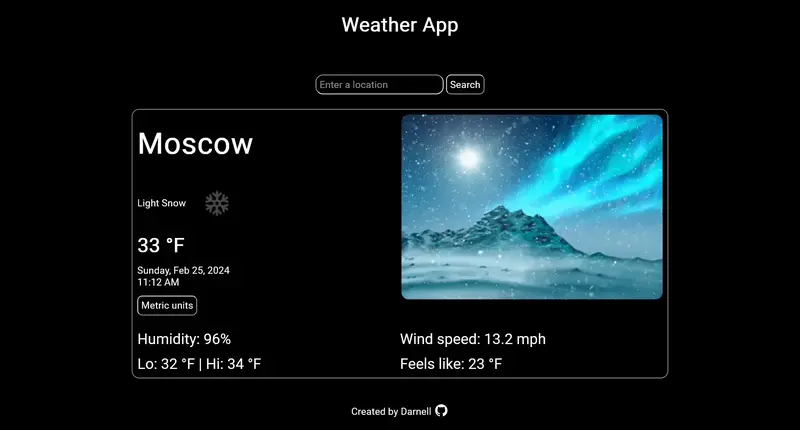 Weather App
Enter a location
Search
Moscow
Light Snow
33 °F
Sunday, Feb 25, 2024
11:12 AM
Metric units
Humidity: 96%
Wind speed: 13.2 mph
Lo: 32 °F | Hi: 34 °F
Feels like: 23 °F
Created by Darnell